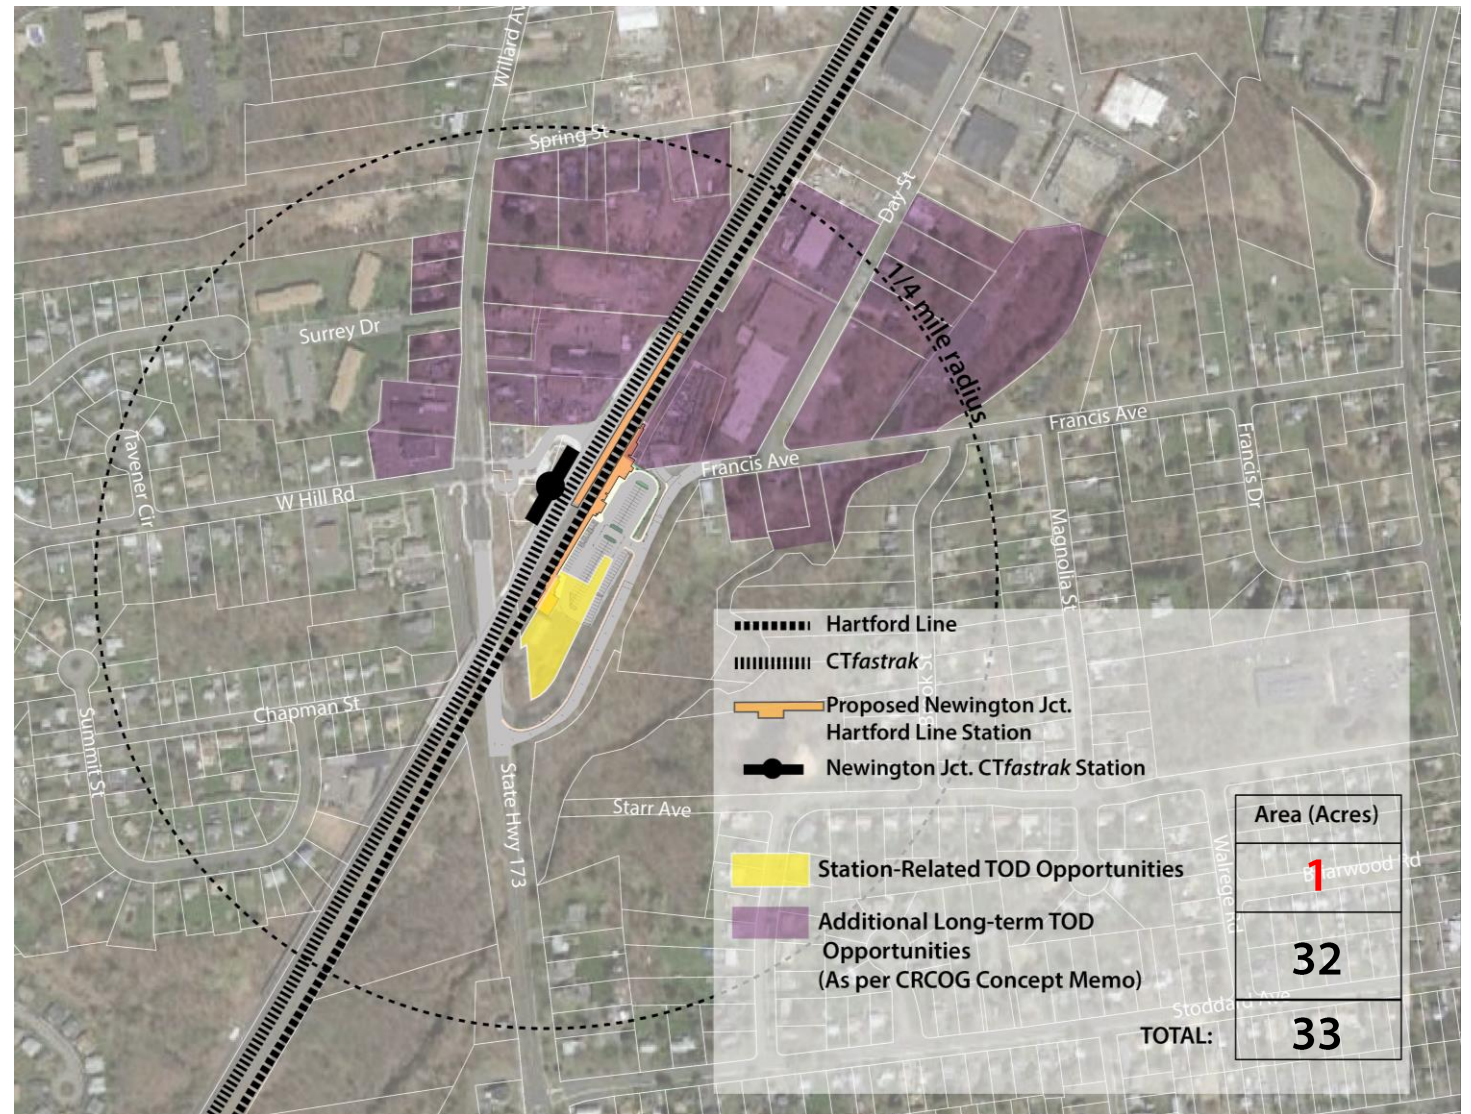 Willard Av
Spring St
Day St
1/4 mile radius
Surrey Dr
Francis Ave
Francis Ave
Francis Dr
Tavener Cir
W Hill Rd
Magnolia St
Hartford Line
CTfastrak
Proposed Newington Jct.
Hartford Line Station
Newington Jct. CTfastrak Station
Chapman St
Summit St
State Hwy 173
Starr Ave
Area (Acres)
Station-Related TOD Opportunities
1
Additional Long-term TOD
Opportunities
(As per CRCOG Concept Memo)
32
Stoddard Ave
TOTAL:
33